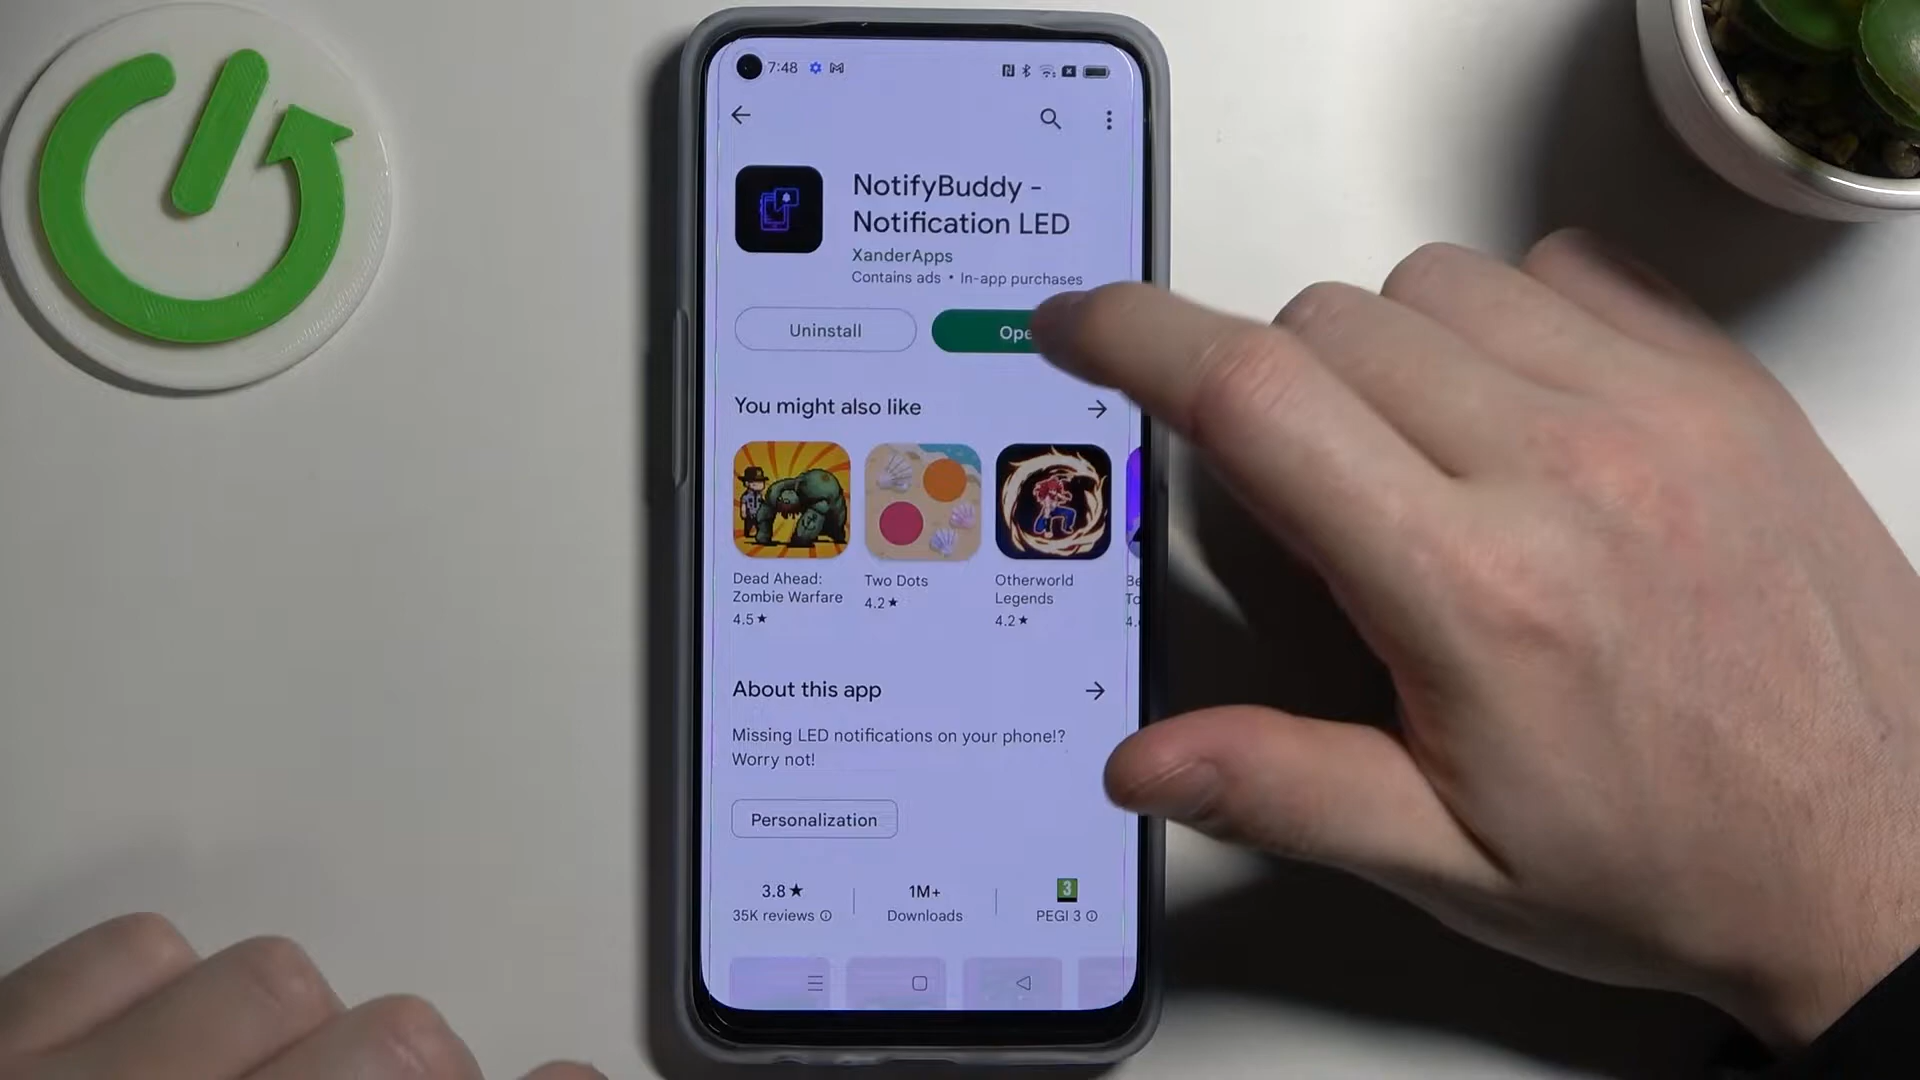 7:48
NotifyBuddy -
Notification LED
XanderApps
Contains ads • In-app purchases
Uninstall
Ope
You might also like
Dead Ahead:
Zombie Warfare
4.5★
Two Dots
4.2★
Otherworld
Legends
4.2★
About this app
Missing LED notifications on your phone!?
Worry not!
Personalization
3.8★
35K reviews
1M+
Downloads
3
PEGI 3